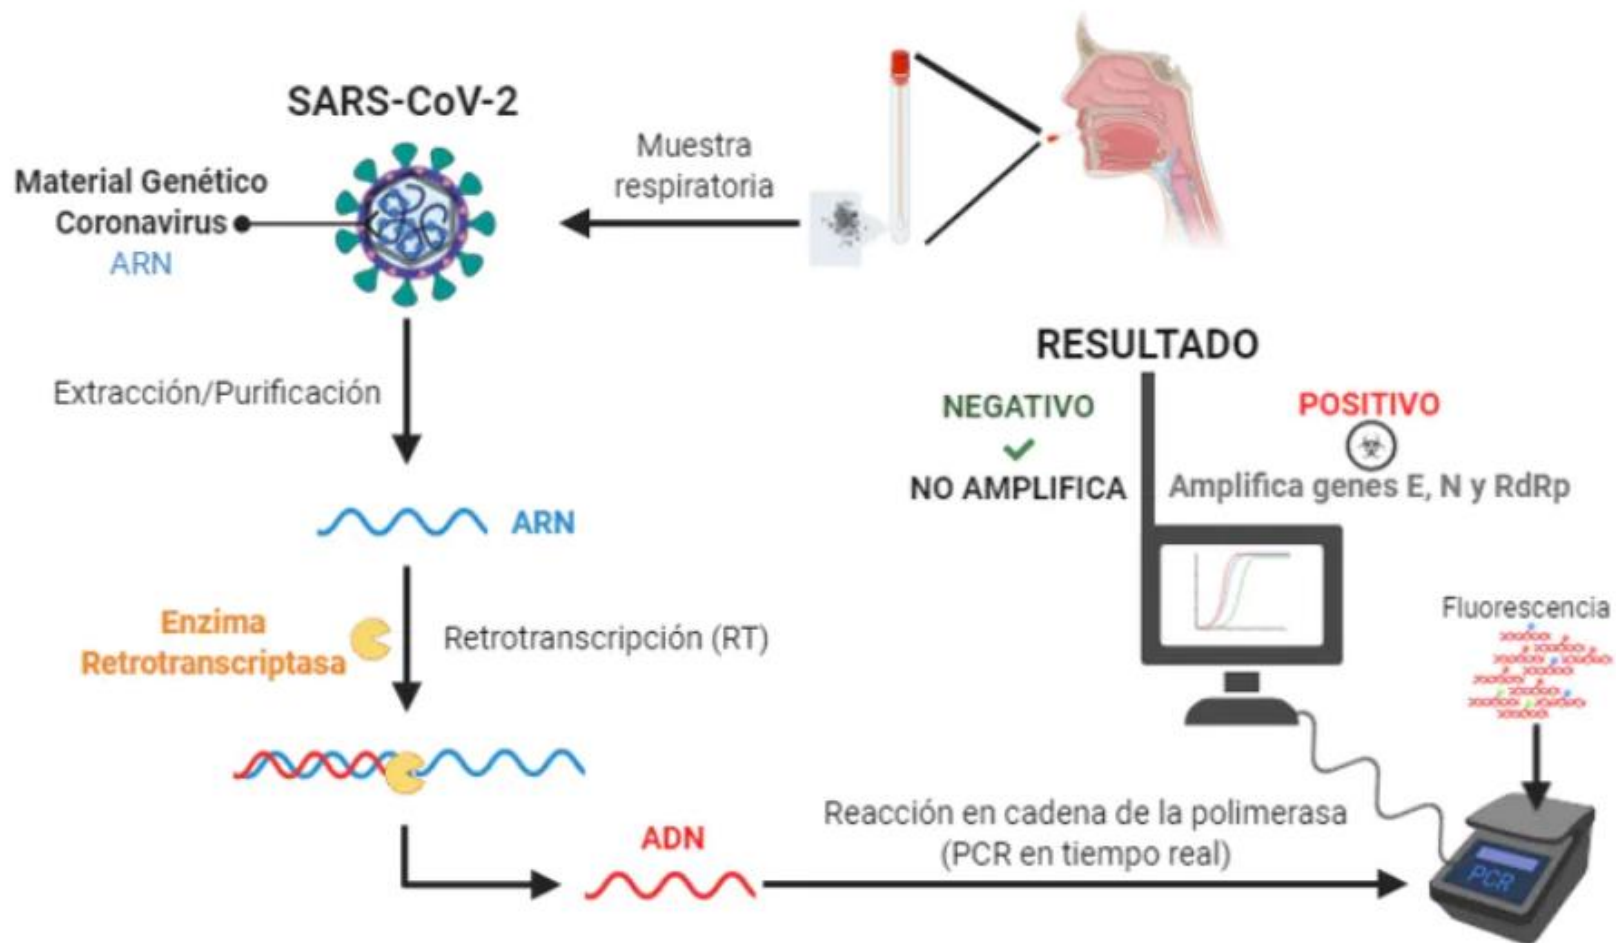 SARS-CoV-2
Material Genético
Coronavirus
ARN
Muestra
respiratoria
Extracción/Purificación
ARN
Enzima
Retrotranscriptasa
Retrotranscripción (RT)
ADN
Reacción en cadena de la polimerasa
(PCR en tiempo real)
RESULTADO
NEGATIVO
NO AMPLIFICA
POSITIVO
Amplifica genes E, N y RdRp
Fluorescencia
PCR